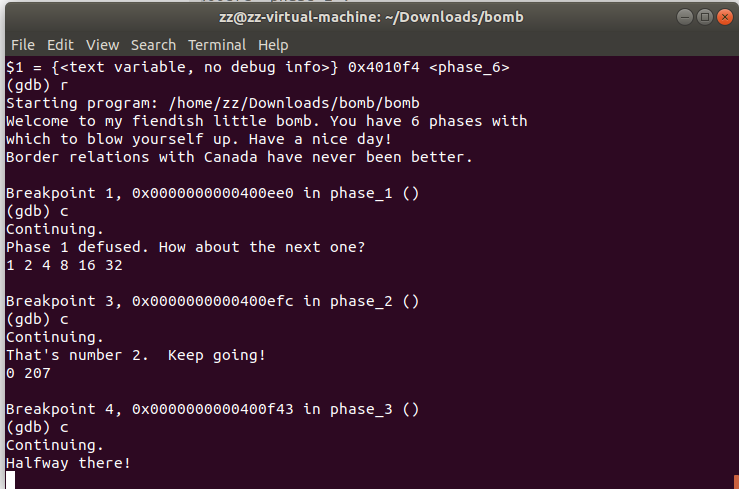 zz@zz-virtual-machine: ~/Downloads/bomb
File Edit View Search Terminal Help
$1 = {<text variable, no debug info>} 0x4010f4 <phase_6>
(gdb) r
Starting program: /home/zz/Downloads/bomb/bomb
Welcome to my fiendish little bomb. You have 6 phases with
which to blow yourself up. Have a nice day!
Border relations with Canada have never been better.
Breakpoint 1, 0x0000000000400ee0 in phase_1 ()
(gdb) c
Continuing.
Phase 1 defused. How about the next one?
1 2 4 8 16 32
Breakpoint 3, 0x0000000000400efc in phase_2 ()
(gdb) c
Continuing.
That's number 2.  Keep going!
0 207
Breakpoint 4, 0x0000000000400f43 in phase_3 ()
(gdb) c
Continuing.
Halfway there!